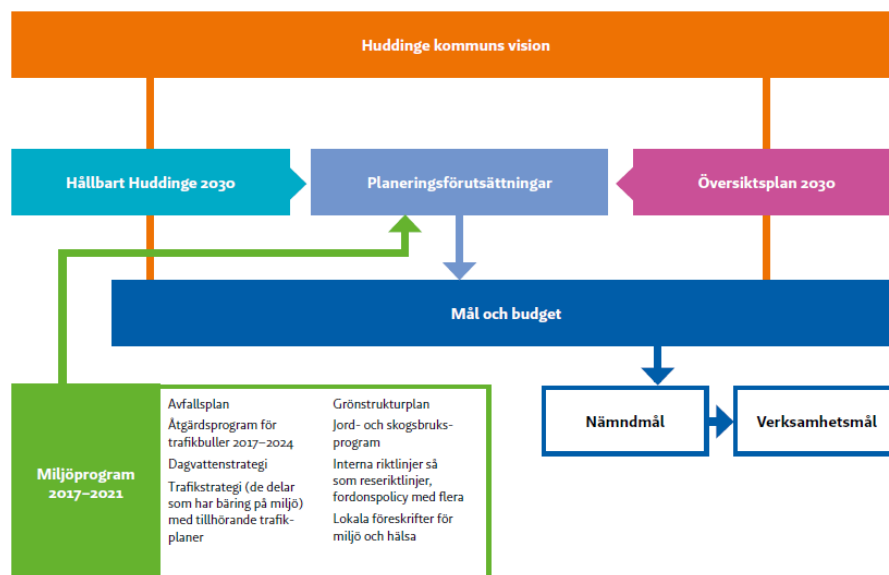 Huddinge kommuns vision
Hållbart Huddinge 2030
Planeringsförutsättningar
Översiktsplan 2030
Mål och budget
Nämndmål
Verksamhetsmål
Miljöprogram
2017–2021
Avfallsplan
Åtgärdsprogram för
trafikbuller 2017–2024
Dagvattenstrategi
Trafikstrategi (de delar
som har bäring på miljö)
med tillhörande trafik-
planer
Grönstrukturplan
Jord- och skogsbruks-
program
Interna riktlinjer så
som reseriktlinjer,
fordonspolicy med flera
Lokala föreskrifter för
miljö och hälsa